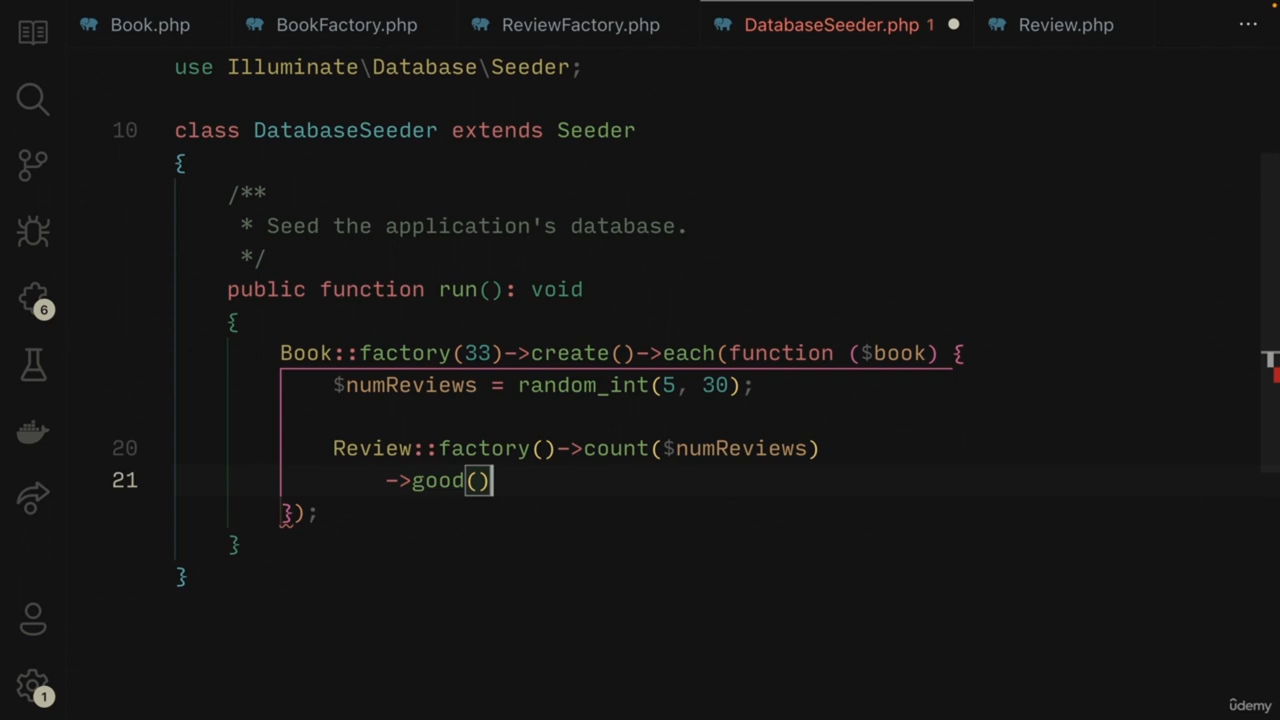 Book.php BookFactory.php ReviewFactory.php DatabaseSeeder.php 1 Review.php ...
use Illuminate\Database\Seeder;
10 class DatabaseSeeder extends Seeder
{
/**
* Seed the application's database.
*/
public function run(): void
{
Book::factory(33)->create()->each(function ($book) {
$numReviews = random_int(5, 30);
20 Review::factory()->count($numReviews)
21 ->good()
});
}
}
6
1
ûdemy